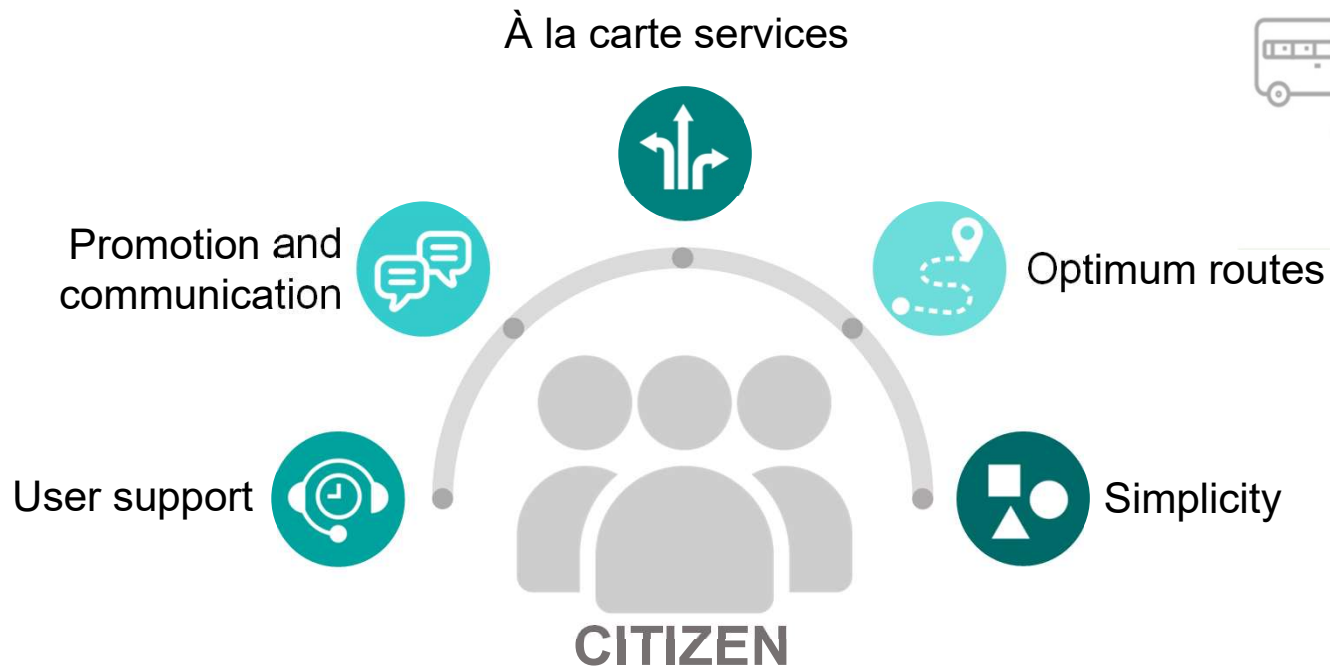 À la carte services
Promotion and
communication
Optimum routes
User support
Simplicity
CITIZEN